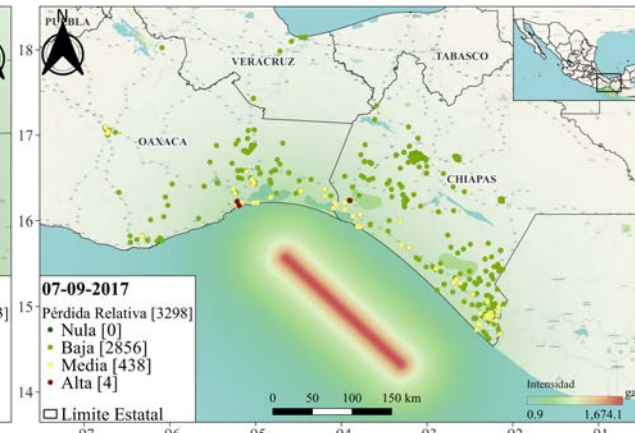 N
PUEBLA
18
VERACRUZ
TABASCO
17
OAXACA
CHIAPAS
16
07-09-2017
3]
Pérdida Relativa [3298]
15
Nula [0]
Baja [2856]
Media [438]
Alta [4]
Límite Estatal
14
0 50 100 150 km
Intensidad
0.9 1,674.1